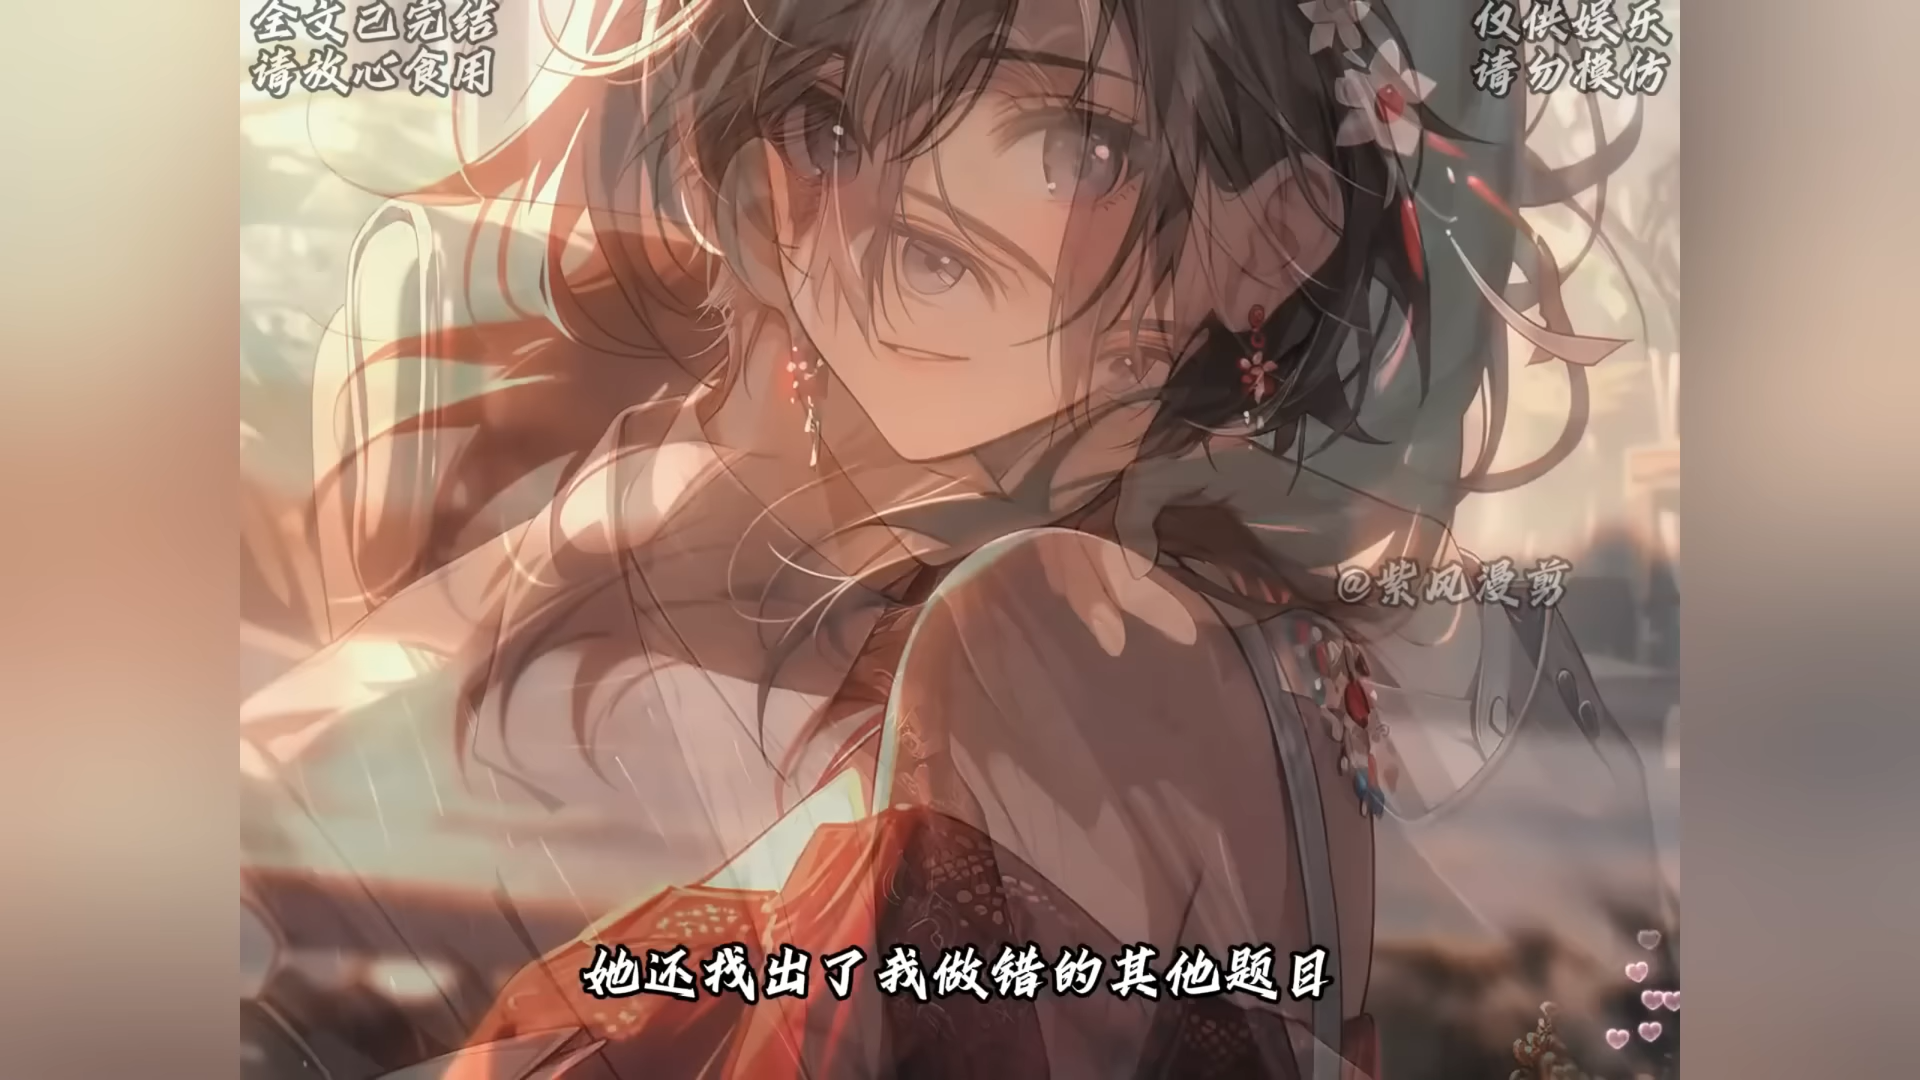 全文已完结
请放心食用
仅供娱乐
请勿模仿
@紫风漫剪
她还找出了我做错的其他题目